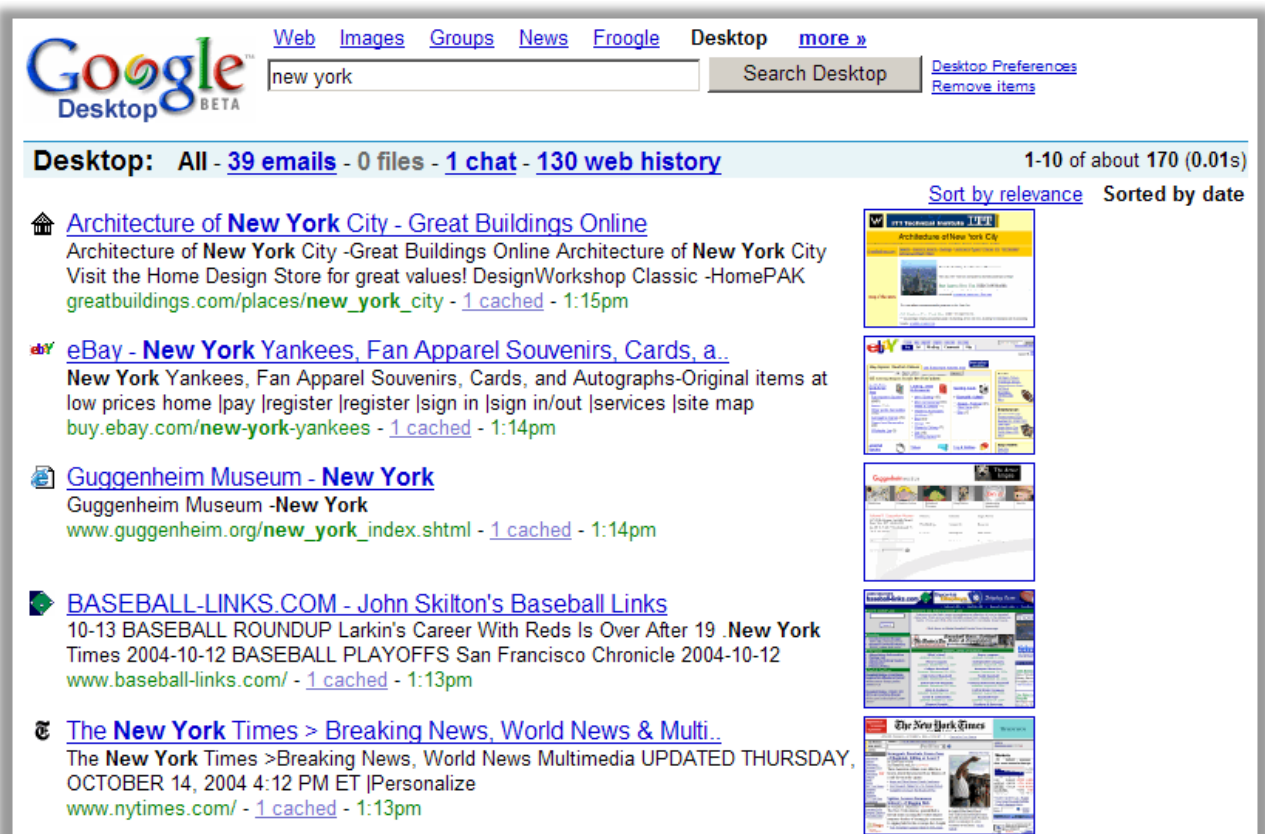 Web Images Groups News Froogle Desktop more »
Google™
Desktop BETA
new york
Search Desktop
Desktop Preferences
Remove items
Desktop: All - 39 emails - 0 files - 1 chat - 130 web history
1-10 of about 170 (0.01s)
Sort by relevance Sorted by date
Architecture of New York City - Great Buildings Online
Architecture of New York City -Great Buildings Online Architecture of New York City
Visit the Home Design Store for great values! DesignWorkshop Classic -HomePAK
greatbuildings.com/places/new_york_city - 1 cached - 1:15pm
ITT Technical Institute ITT
Architecture of New York City
ebY eBay - New York Yankees, Fan Apparel Souvenirs, Cards, a..
New York Yankees, Fan Apparel Souvenirs, Cards, and Autographs-Original items at
low prices home |pay |register |register |sign in |sign in/out |services |site map
buy.ebay.com/new-york-yankees - 1 cached - 1:14pm
ebY
Guggenheim Museum - New York
Guggenheim Museum -New York
www.guggenheim.org/new_york_index.shtml - 1 cached - 1:14pm
Guggenheim
BASEBALL-LINKS.COM - John Skilton's Baseball Links
10-13 BASEBALL ROUNDUP Larkin's Career With Reds Is Over After 19 .New York
Times 2004-10-12 BASEBALL PLAYOFFS San Francisco Chronicle 2004-10-12
www.baseball-links.com/ - 1 cached - 1:13pm
baseball-links.com
The New York Times > Breaking News, World News & Multi..
The New York Times >Breaking News, World News Multimedia UPDATED THURSDAY,
OCTOBER 14, 2004 4:12 PM ET |Personalize
www.nytimes.com/ - 1 cached - 1:13pm
The New York Times